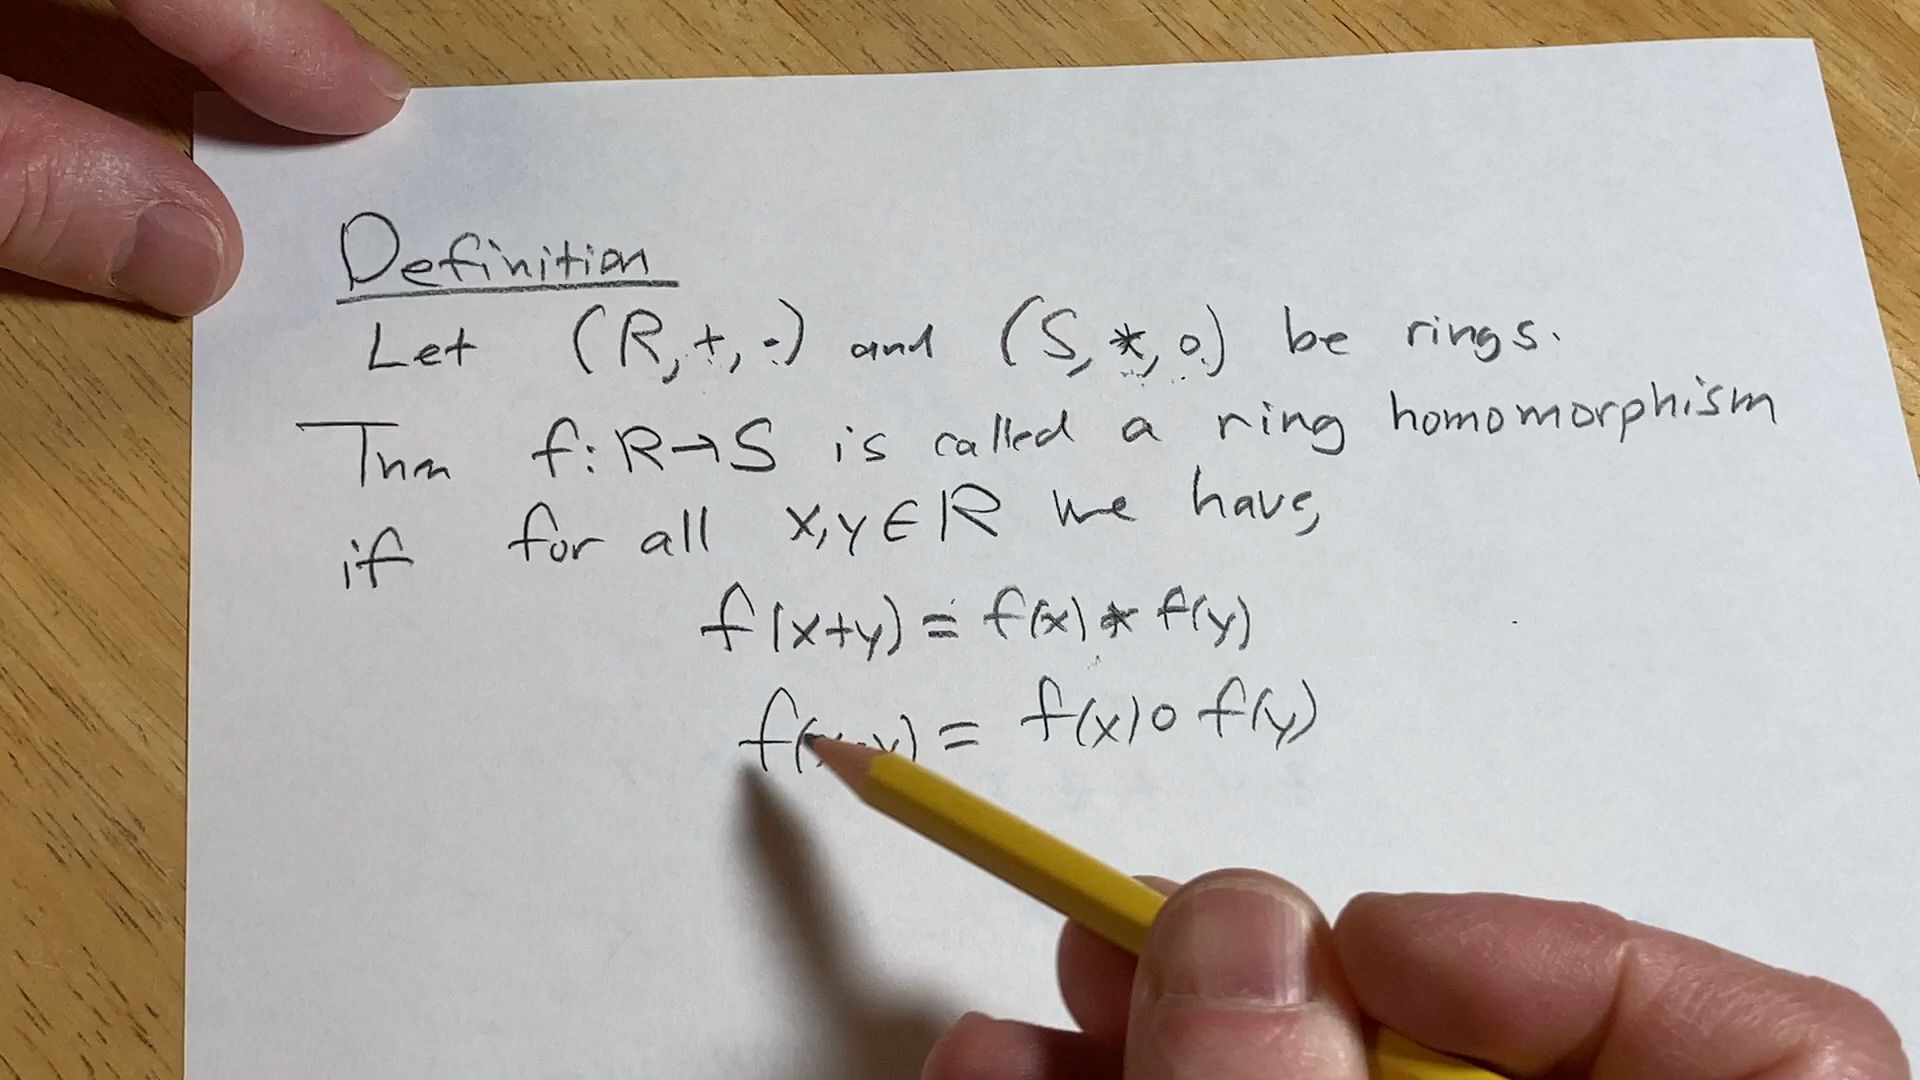 Definition
Let (R, +, ·) and (S, *, ∘) be rings.
Then f: R→S is called a ring homomorphism
if for all x, y ∈ R we have,
f(x+y) = f(x) * f(y)
f(x·y) = f(x) ∘ f(y)